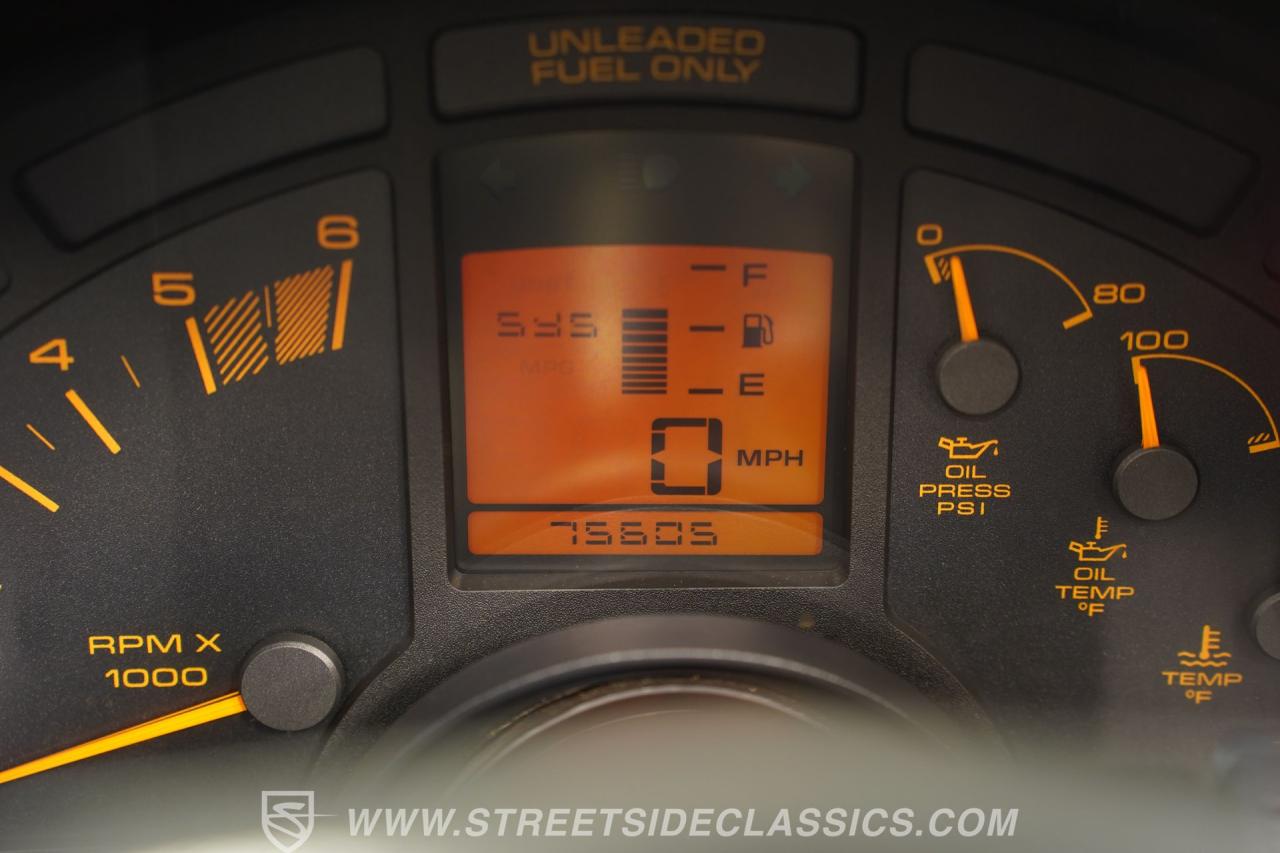 UNLEADED
FUEL ONLY
6
5
4
RPM X
1000
F
SYS
MPG
E
0 MPH
75605
0
80
OIL
PRESS
PSI
100
OIL
TEMP
°F
TEMP
°F
WWW.STREETSIDECLASSICS.COM